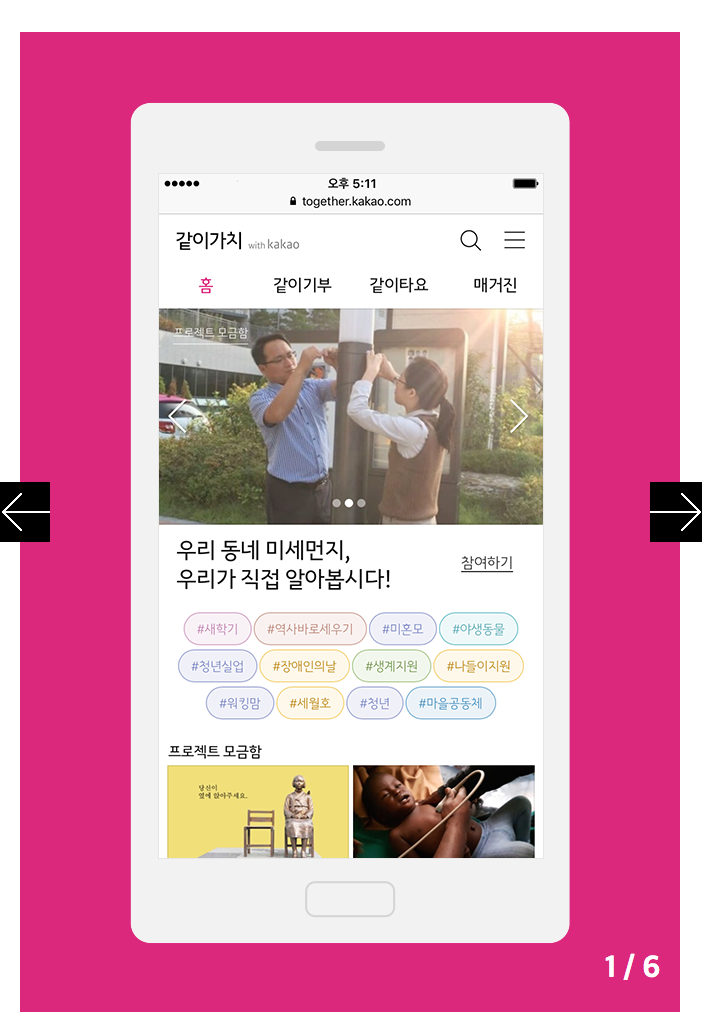 오후 5:11
together.kakao.com
같이가치 with kakao
홈 같이기부 같이타요 매거진
프로젝트 모금함
우리 동네 미세먼지,
우리가 직접 알아봅시다!
참여하기
#새학기 #역사바로세우기 #미혼모 #야생동물
#청년실업 #장애인의날 #생계지원 #나들이지원
#워킹맘 #세월호 #청년 #마을공동체
프로젝트 모금함
당신이
옆에 앉아주세요.
1 / 6